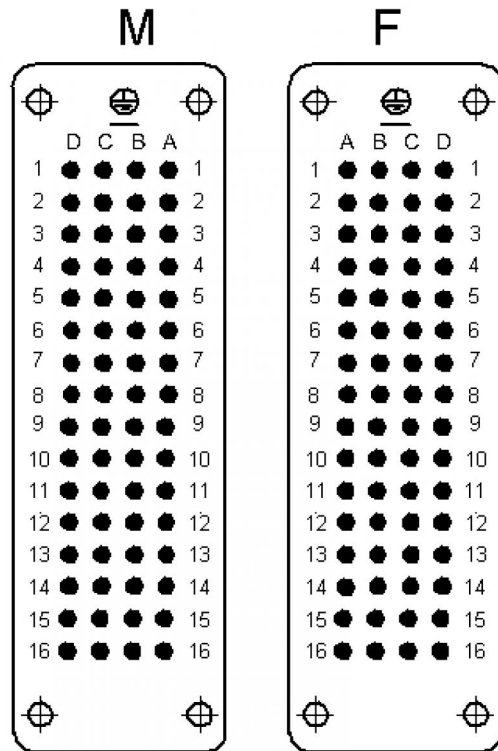 M F
D C B A A B C D
1 1 1 1
2 2 2 2
3 3 3 3
4 4 4 4
5 5 5 5
6 6 6 6
7 7 7 7
8 8 8 8
9 9 9 9
10 10 10 10
11 11 11 11
12 12 12 12
13 13 13 13
14 14 14 14
15 15 15 15
16 16 16 16